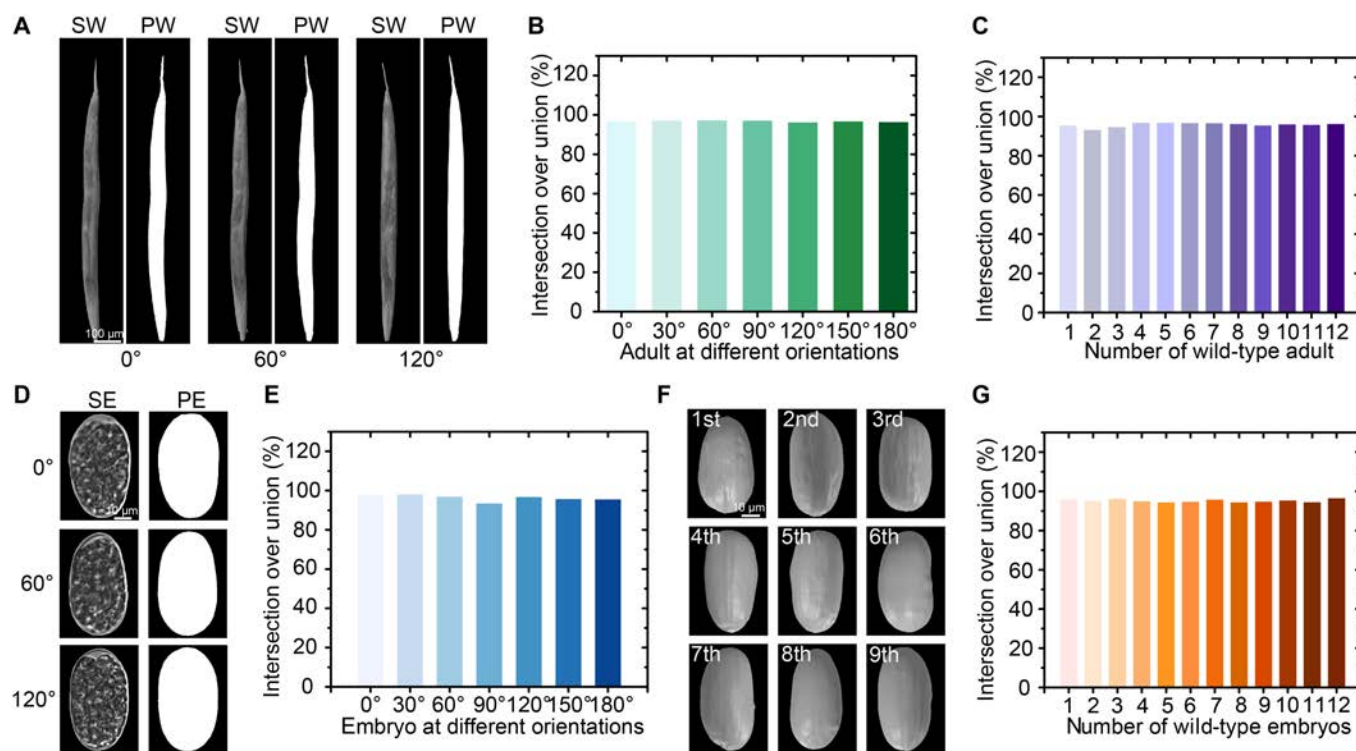 A
SW PW SW PW SW PW
100 µm
0° 60° 120°
B
Intersection over union (%)
120
100
80
60
40
20
0
0° 30° 60° 90° 120° 150° 180°
Adult at different orientations
C
Intersection over union (%)
120
100
80
60
40
20
0
1 2 3 4 5 6 7 8 9 10 11 12
Number of wild-type adult
D
SE PE
0°
10 µm
60°
120°
E
Intersection over union (%)
120
100
80
60
40
20
0
0° 30° 60° 90° 120° 150° 180°
Embryo at different orientations
F
1st 2nd 3rd
10 µm
4th 5th 6th
7th 8th 9th
G
Intersection over union (%)
120
100
80
60
40
20
0
1 2 3 4 5 6 7 8 9 10 11 12
Number of wild-type embryos